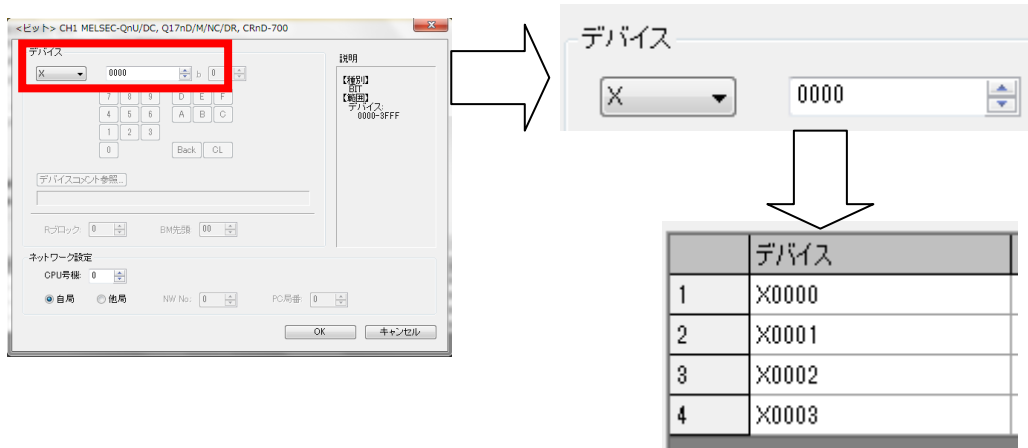 <ビット> CH1 MELSEC-QnU/DC, Q17nD/M/NC/DR, CRnD-700
デバイス
X 0000 b 0
7 8 9 D E F
4 5 6 A B C
1 2 3
0 Back CL
デバイスコメント参照...
Rブロック: 0 BM先頭: 00
ネットワーク設定
CPU号機: 0
自局 他局 NW No.: 0 PC局番: 0
OK キャンセル
説明
【種別】
BIT
【範囲】
デバイス:
0000-3FFF
デバイス
X 0000
デバイス
1 X0000
2 X0001
3 X0002
4 X0003